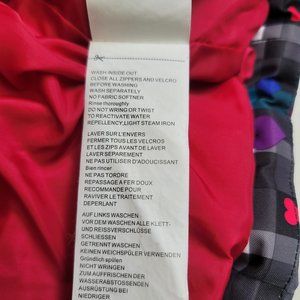 WASH INSIDE OUT
CLOSE ALL ZIPPERS AND VELCRO
BEFORE WASHING
WASH SEPARATELY
NO FABRIC SOFTNER
Rinse thoroughly
DO NOT WRING OR TWIST
TO REACTIVATE WATER
REPELLENCY, LIGHT STEAM IRON
LAVER SUR L'ENVERS
FERMER TOUS LES VELCROS
ET LES ZIPS AVANT DE LAVER
LAVER SEPAREMENT
NE PAS UTILISER D'ADOUCISSANT
Bien rincer
NE PAS TORDRE
REPASSAGE A FER DOUX
RECOMMANDE POUR
RAVIVER LE TRAITEMENT
DEPERLANT
AUF LINKS WASCHEN
VOR DEM WASCHEN ALLE KLETT-
UND REISSVERSCHLÜSSE
SCHLIESSEN
GETRENNT WASCHEN
KEINEN WEICHSPÜLER VERWENDEN
Gründlich spülen
NICHT WRINGEN
ZUM AUFFRISCHEN DER
WASSERABWEISENDEN
AUSRÜSTUNG BEI
NIEDRIGER